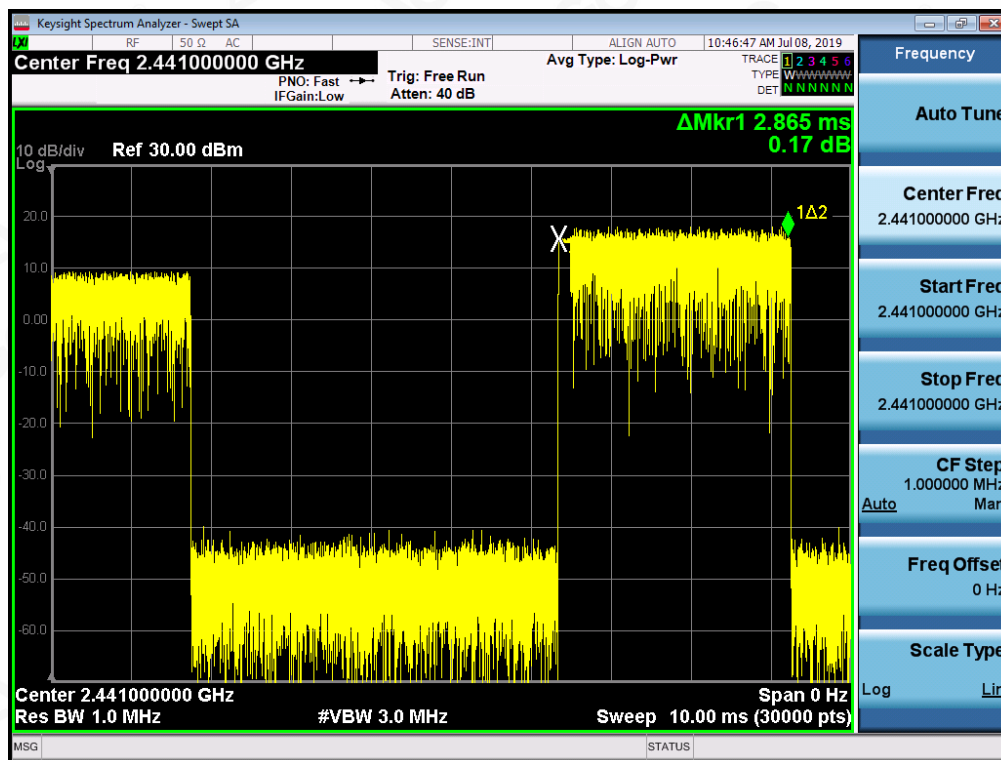 Keysight Spectrum Analyzer - Swept SA
LXI RF 50 Ω AC SENSE:INT ALIGN AUTO 10:46:47 AM Jul 08, 2019
Center Freq 2.441000000 GHz
PNO: Fast
IFGain:Low
Trig: Free Run
Atten: 40 dB
Avg Type: Log-Pwr
TRACE 1 2 3 4 5 6
TYPE WWWWWW
DET N N N N N N
ΔMkr1 2.865 ms
0.17 dB
10 dB/div Ref 30.00 dBm
Log
1Δ2
20.0
10.0
0.00
-10.0
-20.0
-30.0
-40.0
-50.0
-60.0
Center 2.441000000 GHz Span 0 Hz
Res BW 1.0 MHz #VBW 3.0 MHz Sweep 10.00 ms (30000 pts)
MSG STATUS
Frequency
Auto Tune
Center Freq
2.441000000 GHz
Start Freq
2.441000000 GHz
Stop Freq
2.441000000 GHz
CF Step
1.000000 MHz
Auto Man
Freq Offset
0 Hz
Scale Type
Log Lin